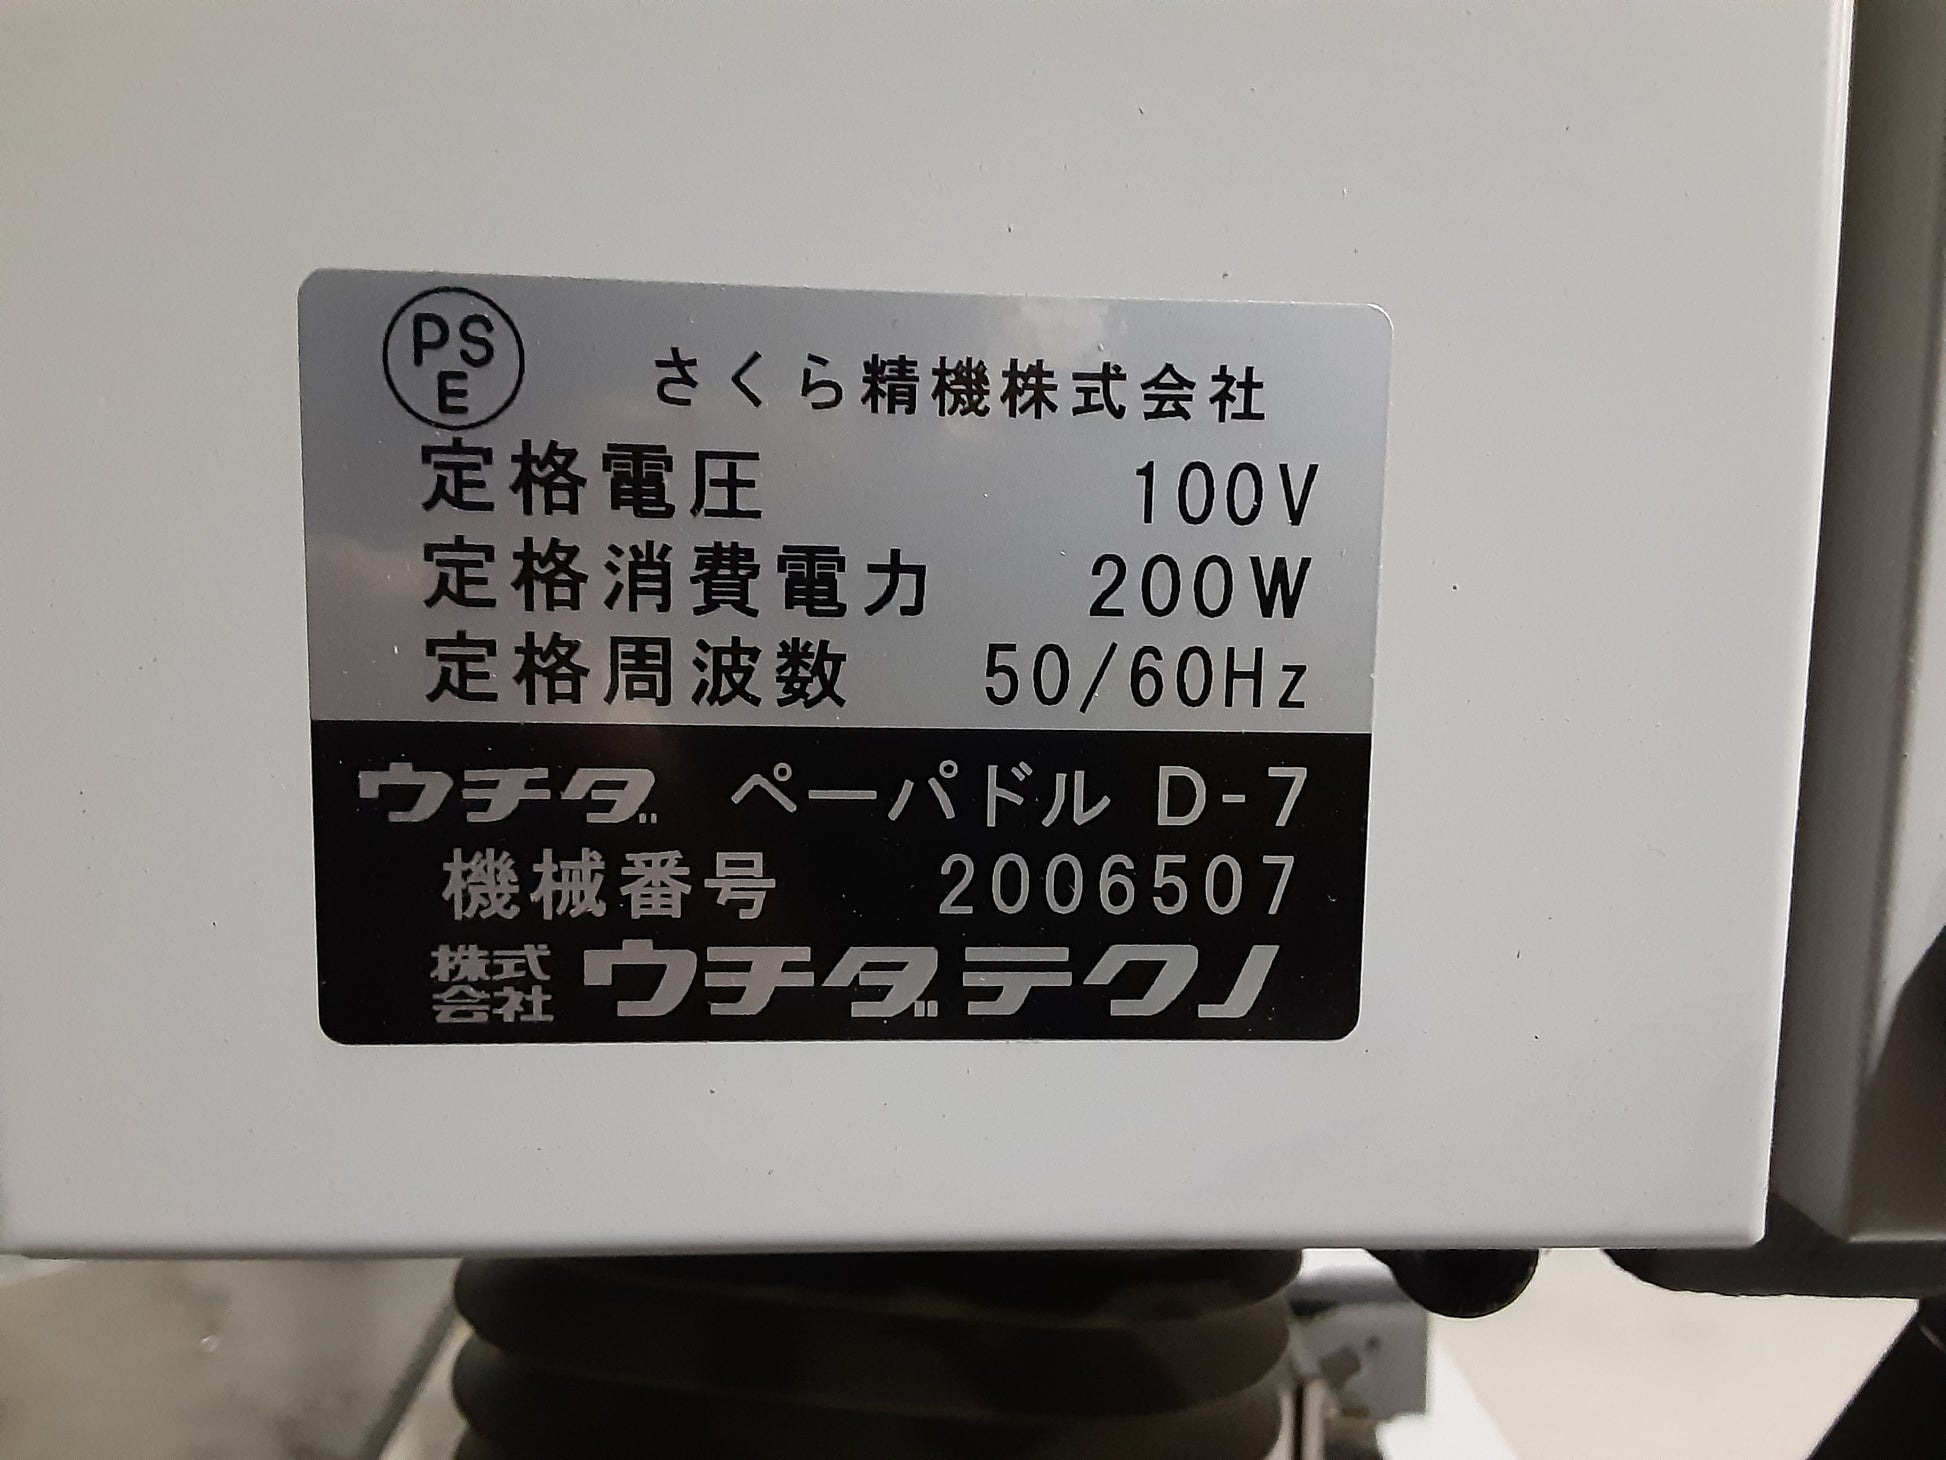 PSE
さくら精機株式会社
定格電圧 100V
定格消費電力 200W
定格周波数 50/60Hz
ウチダ ペーパドル D-7
機械番号 2006507
株式会社 ウチダテクノ